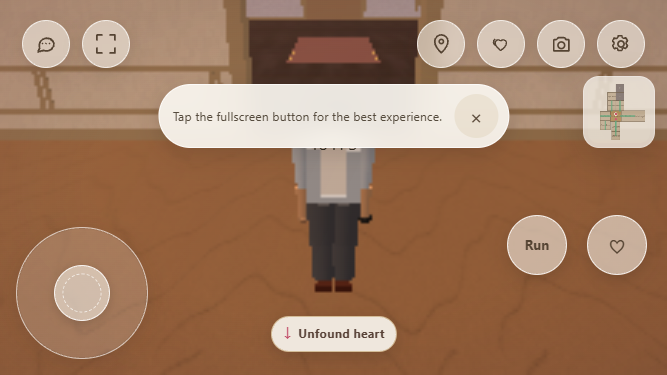 Tap the fullscreen button for the best experience.
Run
Unfound heart